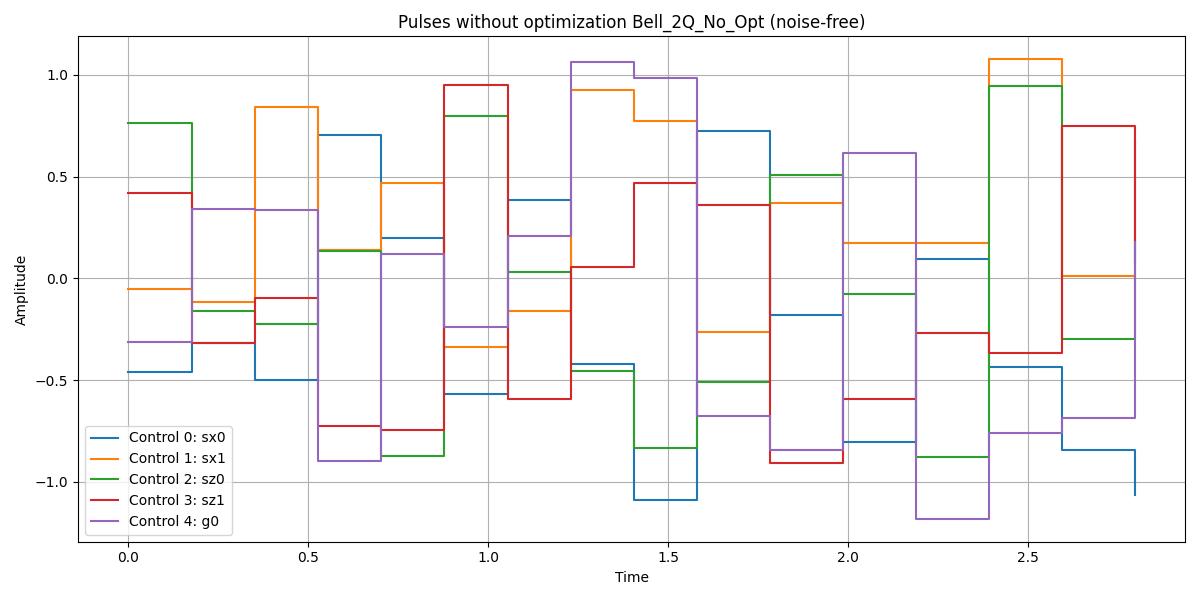 Pulses without optimization Bell_2Q_No_Opt (noise-free)
Amplitude
1.0
0.5
0.0
−0.5
−1.0
Control 0: sx0
Control 1: sx1
Control 2: sz0
Control 3: sz1
Control 4: g0
0.0 0.5 1.0 1.5 2.0 2.5
Time